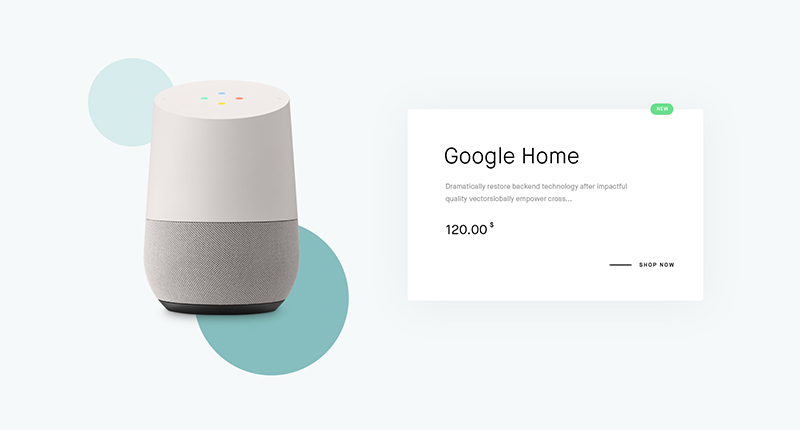 NEW
Google Home
Dramatically restore backend technology after impactful
quality vectorslobally empower cross...
120.00 $
SHOP NOW